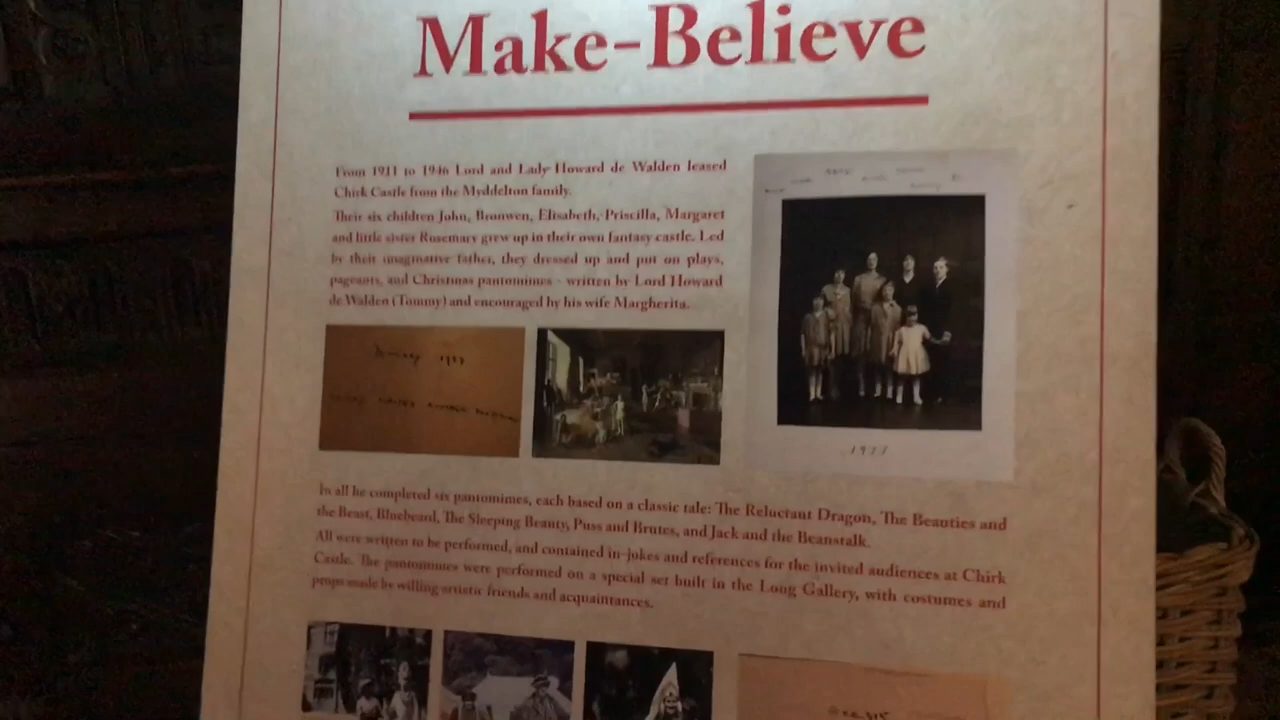 Make-Believe
From 1911 to 1946 Lord and Lady Howard de Walden leased
Chirk Castle from the Myddelton family.
Their six children John, Bronwen, Elisabeth, Priscilla, Margaret
and little sister Rosemary grew up in their own fantasy castle. Led
by their imaginative father, they dressed up and put on plays,
pageants, and Christmas pantomimes - written by Lord Howard
de Walden (Tommy) and encouraged by his wife Margherita.
In all he completed six pantomimes, each based on a classic tale: The Reluctant Dragon, The Beauties and
the Beast, Bluebeard, The Sleeping Beauty, Puss and Brutes, and Jack and the Beanstalk.
All were written to be performed, and contained in-jokes and references for the invited audiences at Chirk
Castle. The pantomimes were performed on a special set built in the Long Gallery, with costumes and
props made by willing artistic friends and acquaintances.